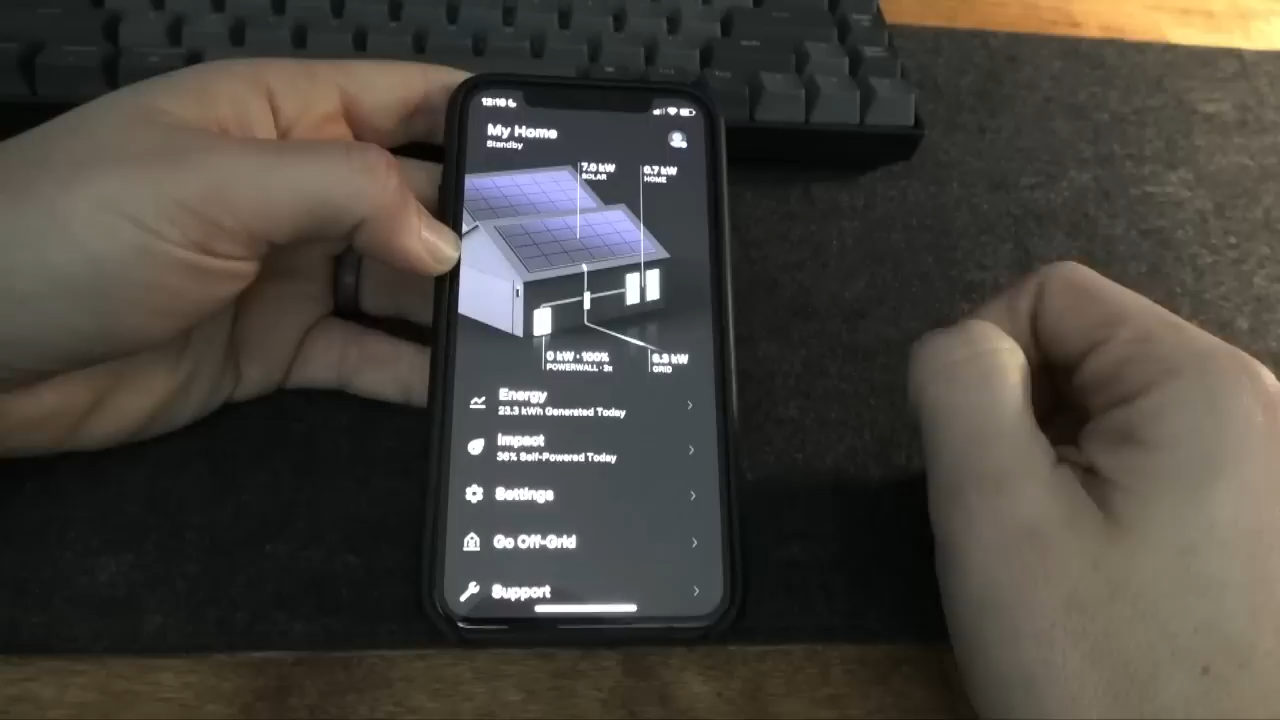 12:10
My Home
Standby
7.0 kW
SOLAR
0.7 kW
HOME
0 kW · 100%
POWERWALL · 2x
6.3 kW
GRID
Energy
23.3 kWh Generated Today
Impact
36% Self-Powered Today
Settings
Go Off-Grid
Support